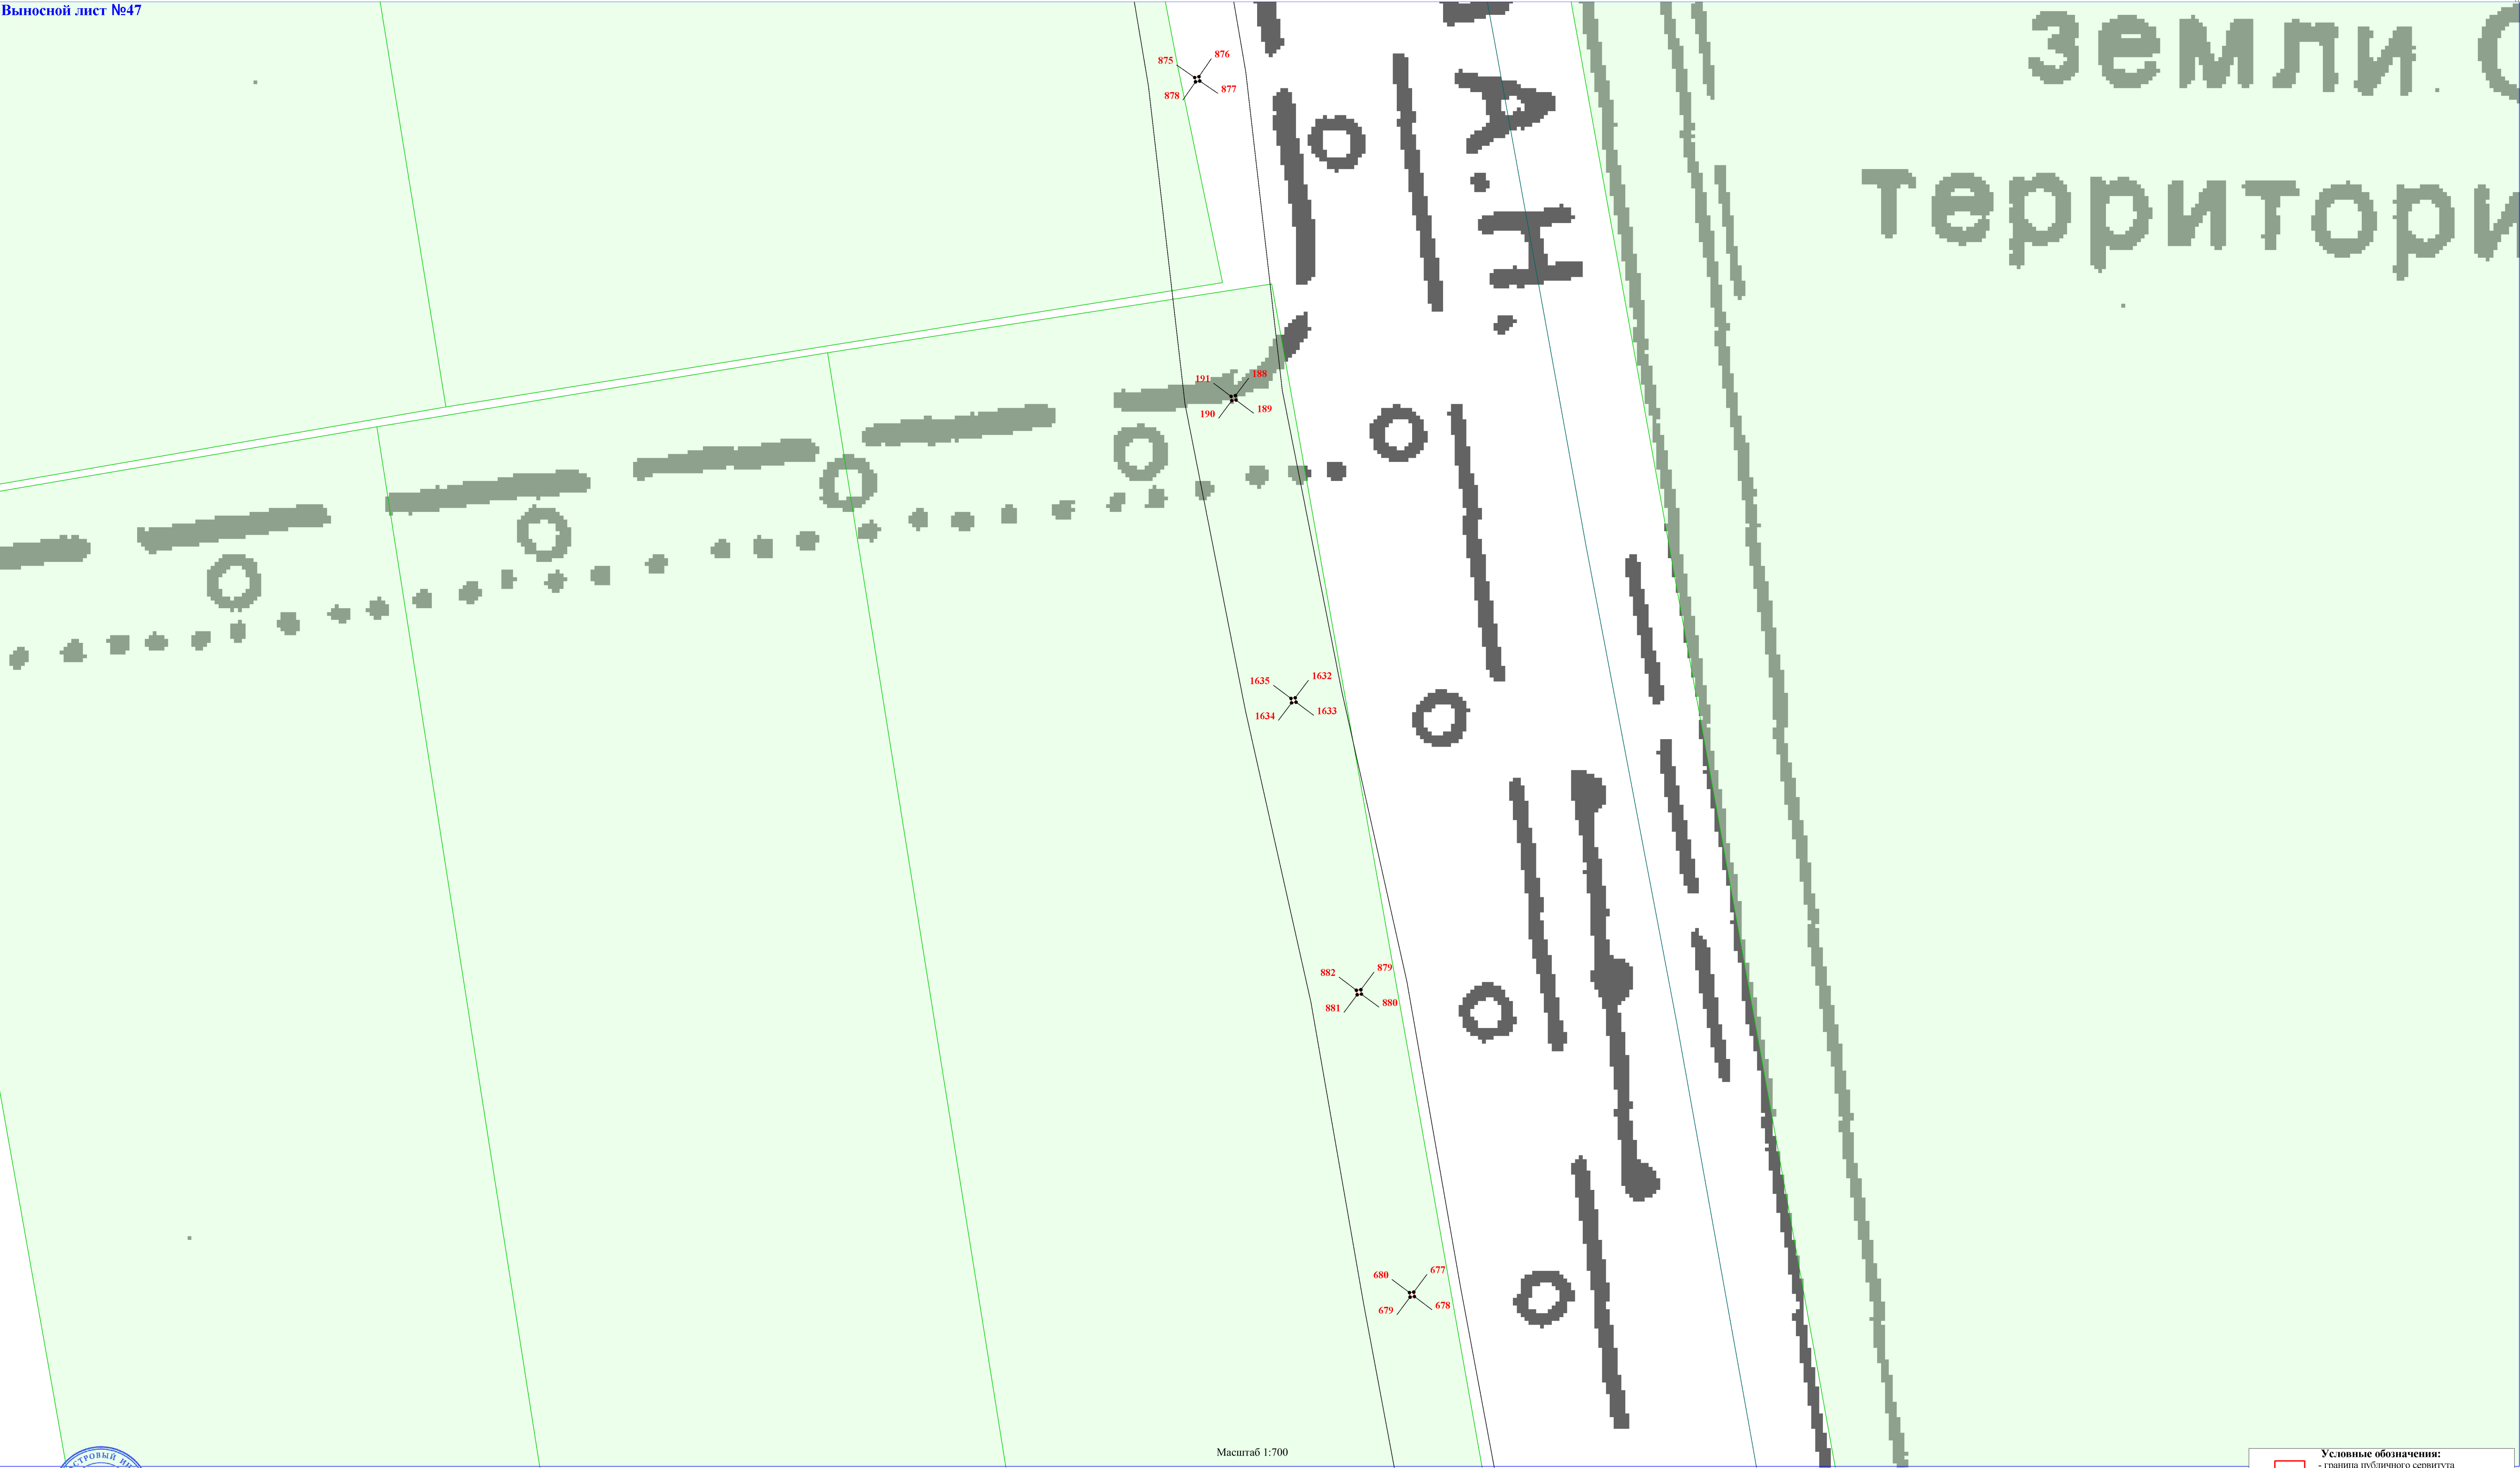 Выносной лист №47
земли
875
876
878
877
А
территори
Н
191
188
190
189
1635
1632
1634
1633
882
879
881
880
680
677
679
678
Масштаб 1:700
Условные обозначения:
- граница публичного сервитута